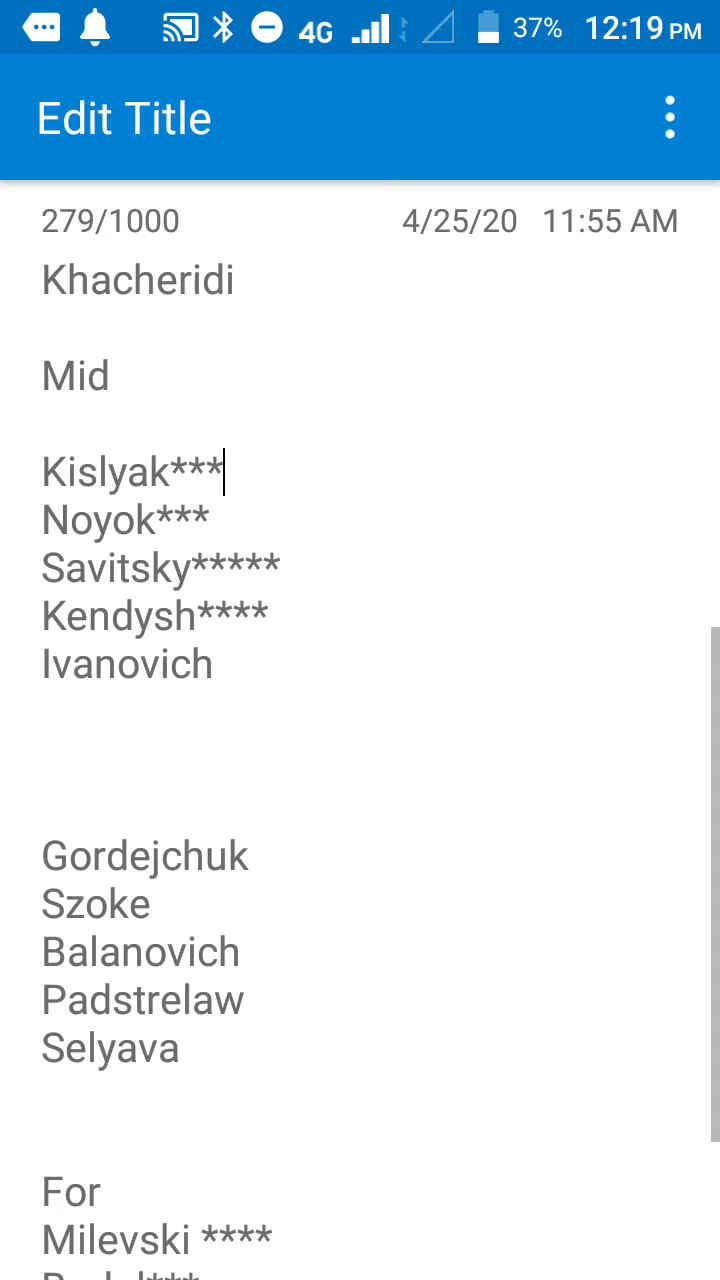 4G 37% 12:19 PM
Edit Title
279/1000 4/25/20 11:55 AM
Khacheridi
Mid
Kislyak***
Noyok***
Savitsky*****
Kendysh****
Ivanovich
Gordejchuk
Szoke
Balanovich
Padstrelaw
Selyava
For
Milevski ****